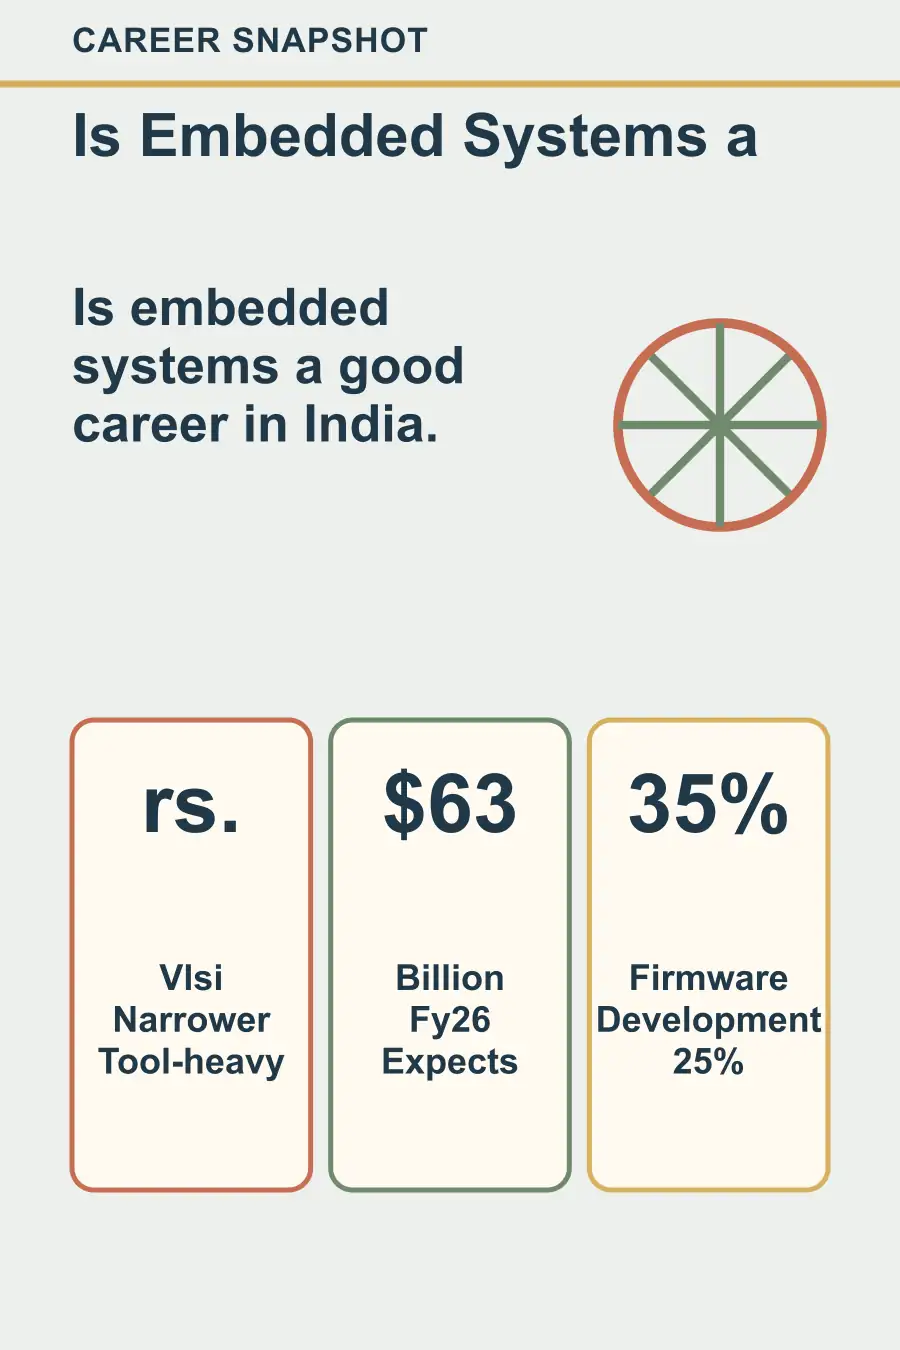 CAREER SNAPSHOT
Is Embedded Systems a
Is embedded
systems a good
career in India.
rs.
Vlsi
Narrower
Tool-heavy
$63
Billion
Fy26
Expects
35%
Firmware
Development
25%